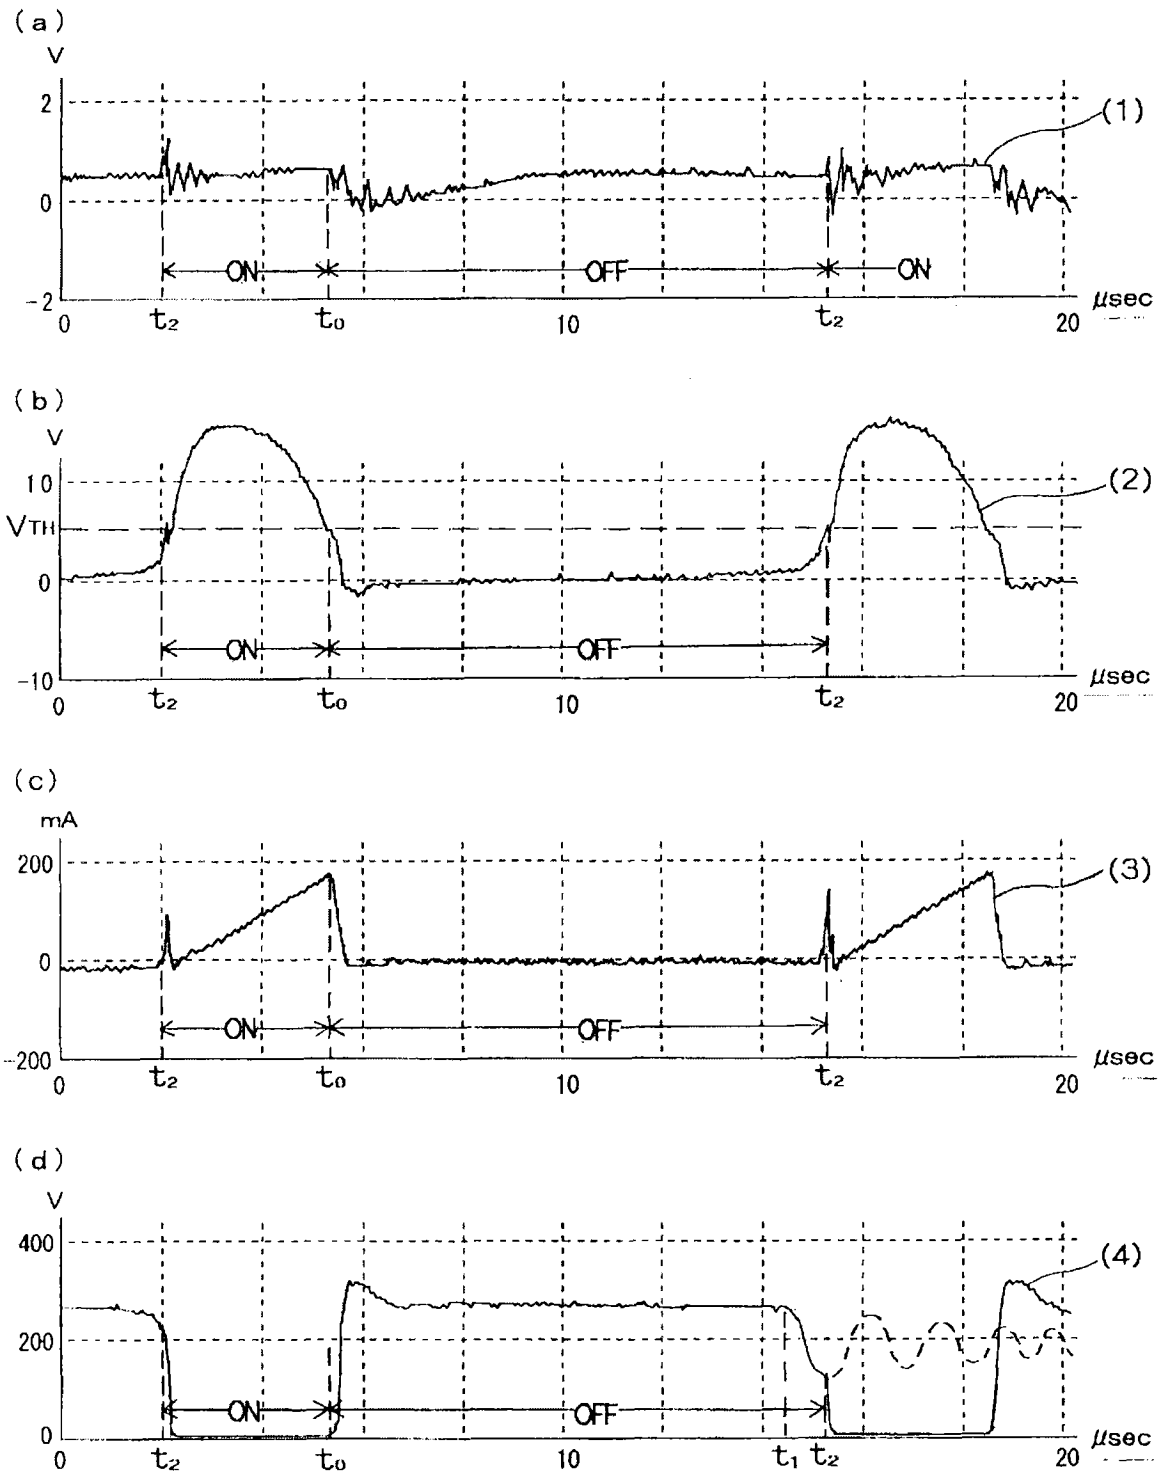 (a)
V
2
(1)
0
ON OFF ON
-2
μsec
0 t₂ t₀ 10 t₂ 20
(b)
V
10
(2)
VTH
0
ON OFF
-10
μsec
0 t₂ t₀ 10 t₂ 20
(c)
mA
200
(3)
0
ON OFF
-200
μsec
0 t₂ t₀ 10 t₂ 20
(d)
V
400
(4)
200
ON OFF
0
μsec
0 t₂ t₀ 10 t₁ t₂ 20